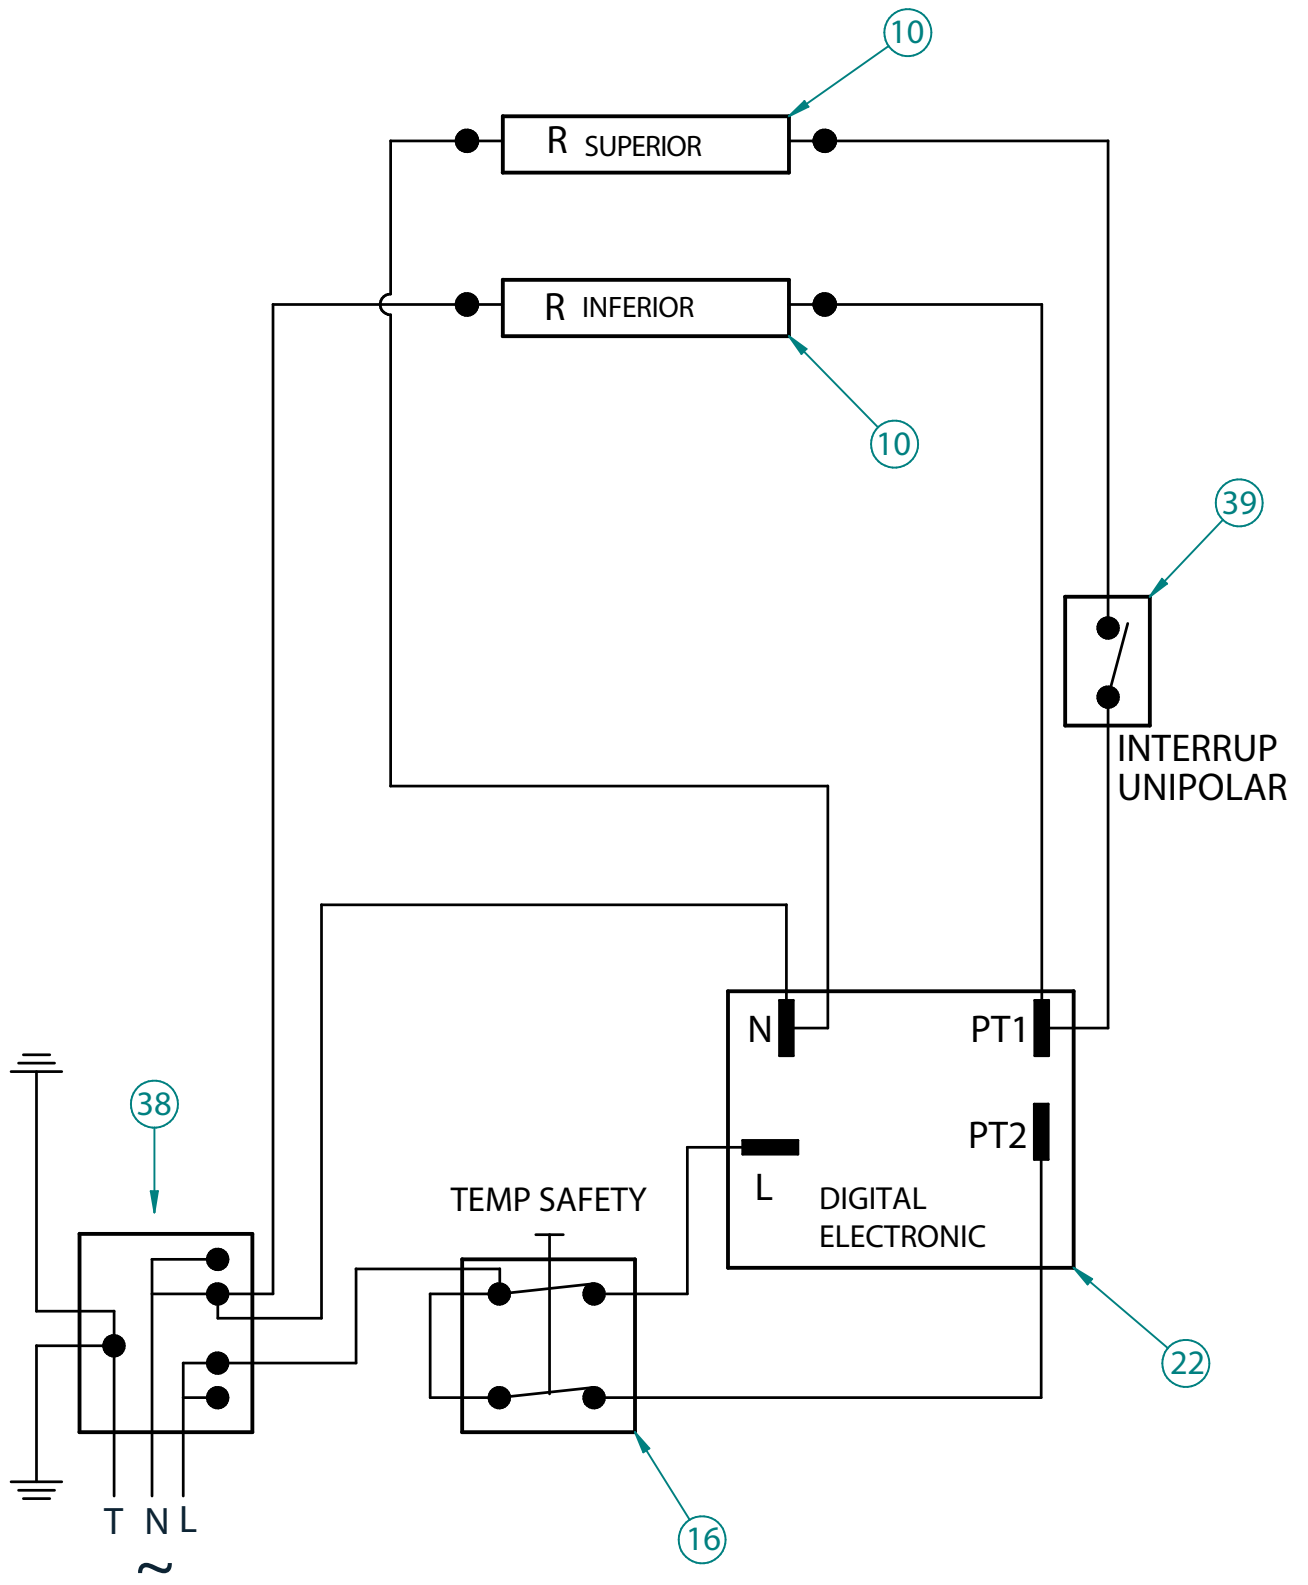 10
R SUPERIOR
R INFERIOR
10
39
INTERRUP
UNIPOLAR
N
PT1
38
PT2
TEMP SAFETY
L
DIGITAL
ELECTRONIC
22
T N L
~
16